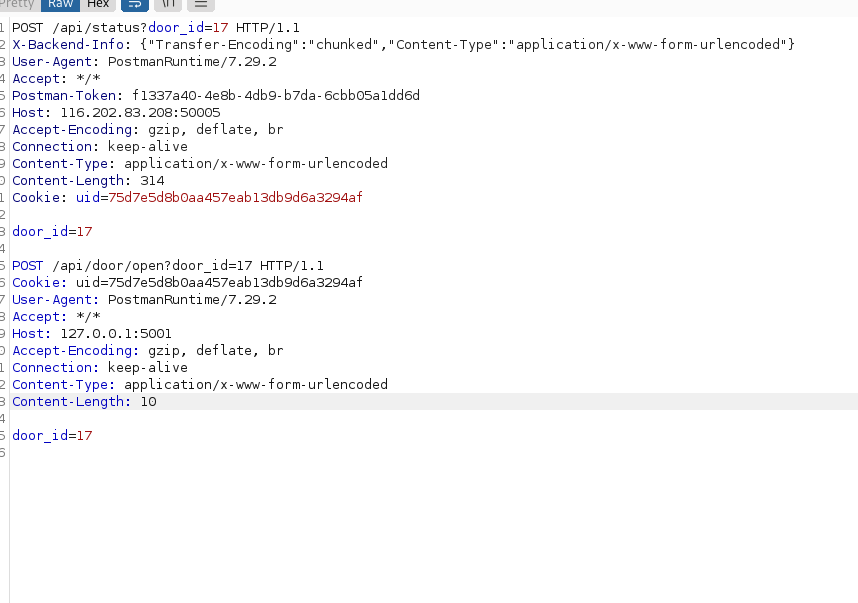 Pretty Raw Hex \n
1 POST /api/status?door_id=17 HTTP/1.1
2 X-Backend-Info: {"Transfer-Encoding":"chunked","Content-Type":"application/x-www-form-urlencoded"}
3 User-Agent: PostmanRuntime/7.29.2
4 Accept: */*
5 Postman-Token: f1337a40-4e8b-4db9-b7da-6cbb05a1dd6d
6 Host: 116.202.83.208:50005
7 Accept-Encoding: gzip, deflate, br
8 Connection: keep-alive
9 Content-Type: application/x-www-form-urlencoded
0 Content-Length: 314
1 Cookie: uid=75d7e5d8b0aa457eab13db9d6a3294af
2
3 door_id=17
4
5 POST /api/door/open?door_id=17 HTTP/1.1
6 Cookie: uid=75d7e5d8b0aa457eab13db9d6a3294af
7 User-Agent: PostmanRuntime/7.29.2
8 Accept: */*
9 Host: 127.0.0.1:5001
0 Accept-Encoding: gzip, deflate, br
1 Connection: keep-alive
2 Content-Type: application/x-www-form-urlencoded
3 Content-Length: 10
4
5 door_id=17
6